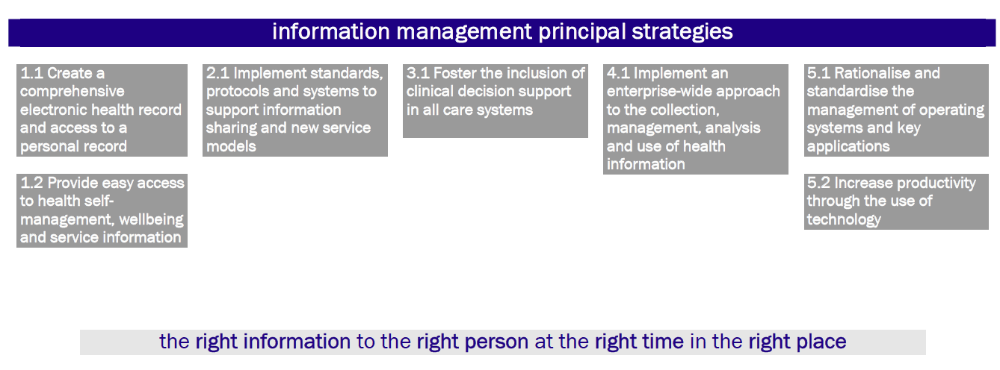 information management principal strategies
1.1 Create a
comprehensive
electronic health record
and access to a
personal record
1.2 Provide easy access
to health self-
management, wellbeing
and service information
2.1 Implement standards,
protocols and systems to
support information
sharing and new service
models
3.1 Foster the inclusion of
clinical decision support
in all care systems
4.1 Implement an
enterprise-wide approach
to the collection,
management, analysis
and use of health
information
5.1 Rationalise and
standardise the
management of operating
systems and key
applications
5.2 Increase productivity
through the use of
technology
the right information to the right person at the right time in the right place